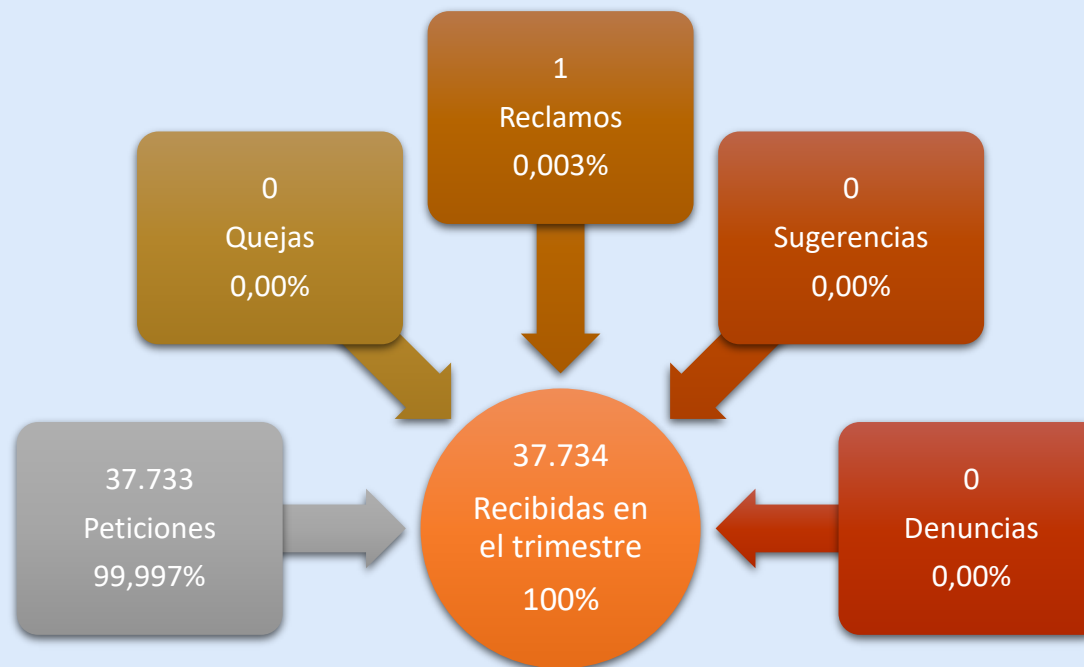 1
Reclamos
0,003%
0
Quejas
0,00%
0
Sugerencias
0,00%
37.733
Peticiones
99,997%
37.734
Recibidas en
el trimestre
100%
0
Denuncias
0,00%